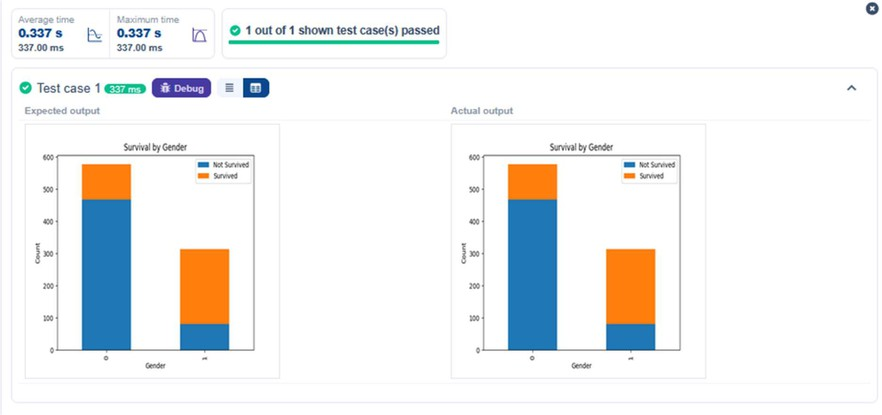 Average time
0.337 s
337.00 ms
Maximum time
0.337 s
337.00 ms
1 out of 1 shown test case(s) passed
Test case 1 337 ms Debug
Expected output
Survival by Gender
Not Survived
Survived
600
500
400
300
200
100
0
Count
0
1
Gender
Actual output
Survival by Gender
Not Survived
Survived
600
500
400
300
200
100
0
Count
0
1
Gender